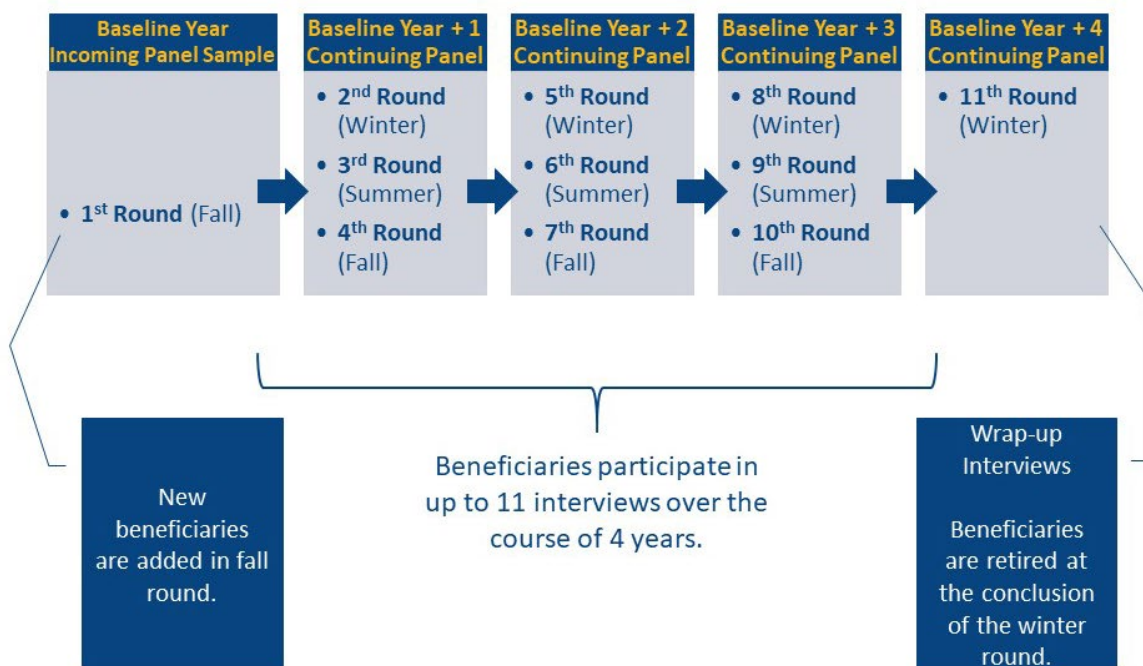 Baseline Year
Incoming Panel Sample
• 1st Round (Fall)
Baseline Year + 1
Continuing Panel
• 2nd Round
(Winter)
• 3rd Round
(Summer)
• 4th Round
(Fall)
Baseline Year + 2
Continuing Panel
• 5th Round
(Winter)
• 6th Round
(Summer)
• 7th Round
(Fall)
Baseline Year + 3
Continuing Panel
• 8th Round
(Winter)
• 9th Round
(Summer)
• 10th Round
(Fall)
Baseline Year + 4
Continuing Panel
• 11th Round
(Winter)
New
beneficiaries
are added in fall
round.
Beneficiaries participate in
up to 11 interviews over the
course of 4 years.
Wrap-up
Interviews
Beneficiaries
are retired at
the conclusion
of the winter
round.